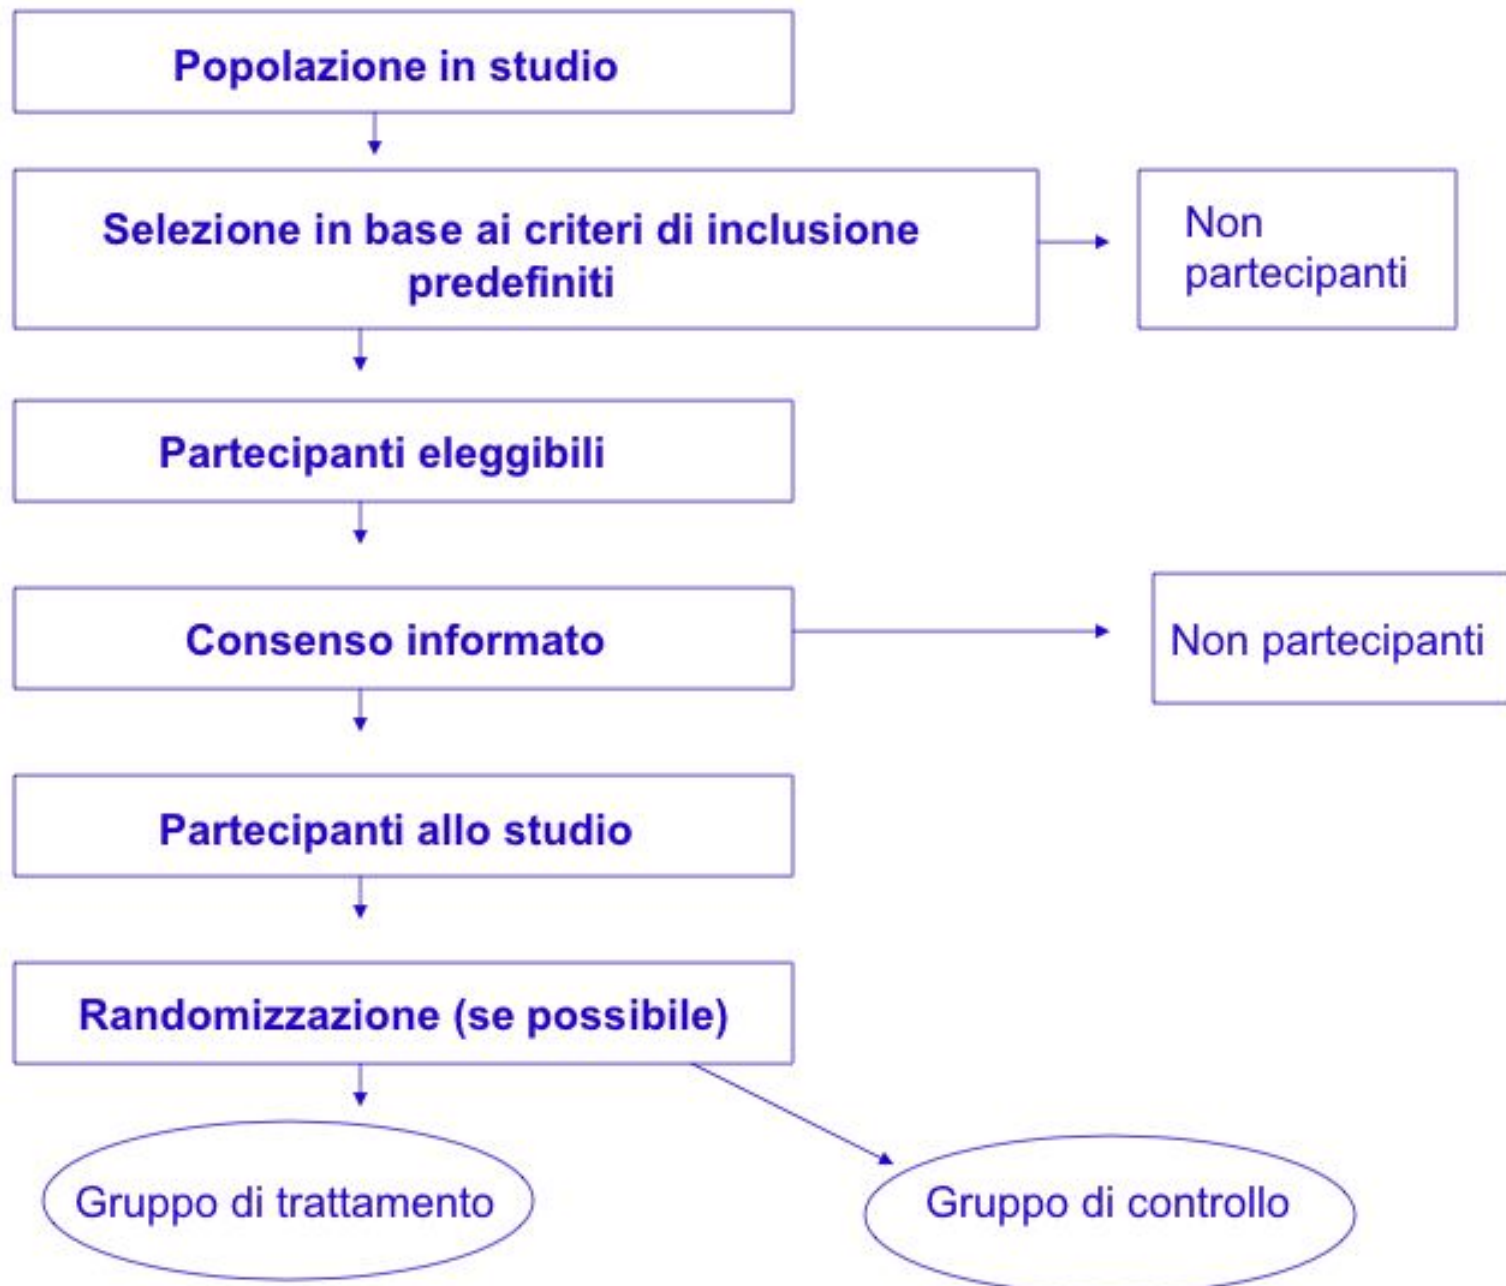 Popolazione in studio
Selezione in base ai criteri di inclusione
predefiniti
Non
partecipanti
Partecipanti eleggibili
Consenso informato
Non partecipanti
Partecipanti allo studio
Randomizzazione (se possibile)
Gruppo di trattamento
Gruppo di controllo